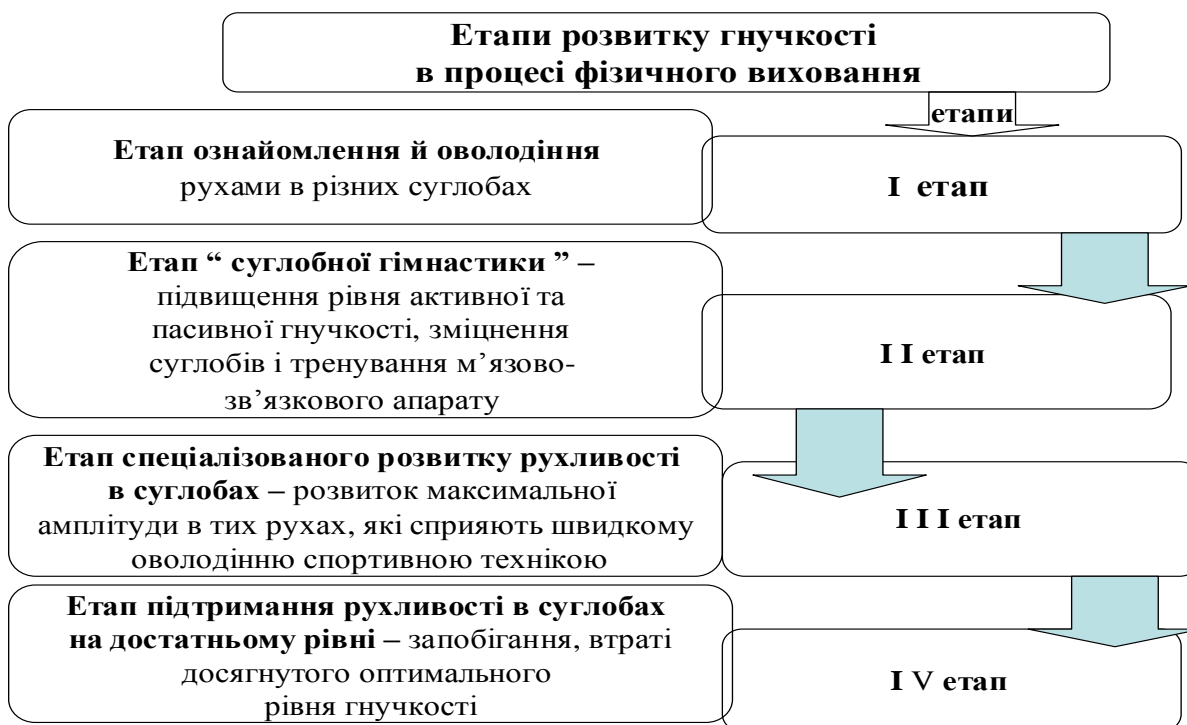 Етапи розвитку гнучкості
в процесі фізичного виховання
етапи
Етап ознайомлення й оволодіння
рухами в різних суглобах
I етап
Етап “ суглобної гімнастики ” –
підвищення рівня активної та
пасивної гнучкості, зміцнення
суглобів і тренування м’язово-
зв’язкового апарату
I I етап
Етап спеціалізованого розвитку рухливості
в суглобах – розвиток максимальної
амплітуди в тих рухах, які сприяють швидкому
оволодінню спортивною технікою
I I I етап
Етап підтримання рухливості в суглобах
на достатньому рівні – запобігання, втраті
досягнутого оптимального
рівня гнучкості
I V етап